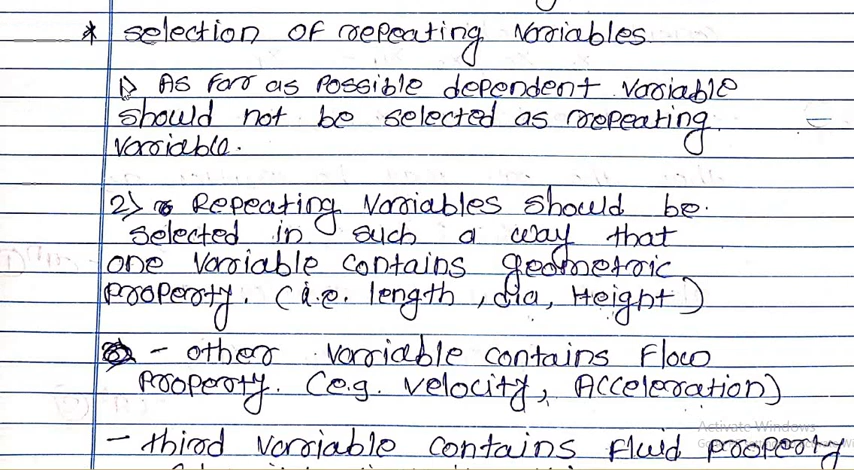 * selection of repeating variables
1) As far as possible dependent variable
should not be selected as repeating
variable.
2) Repeating variables should be.
selected in such a way that
one variable contains geometric
property. (i.e. length, dia, Height)
- other variable contains Flow
property. (e.g. velocity, Acceleration)
Activate Windows
- third variable contains fluid property